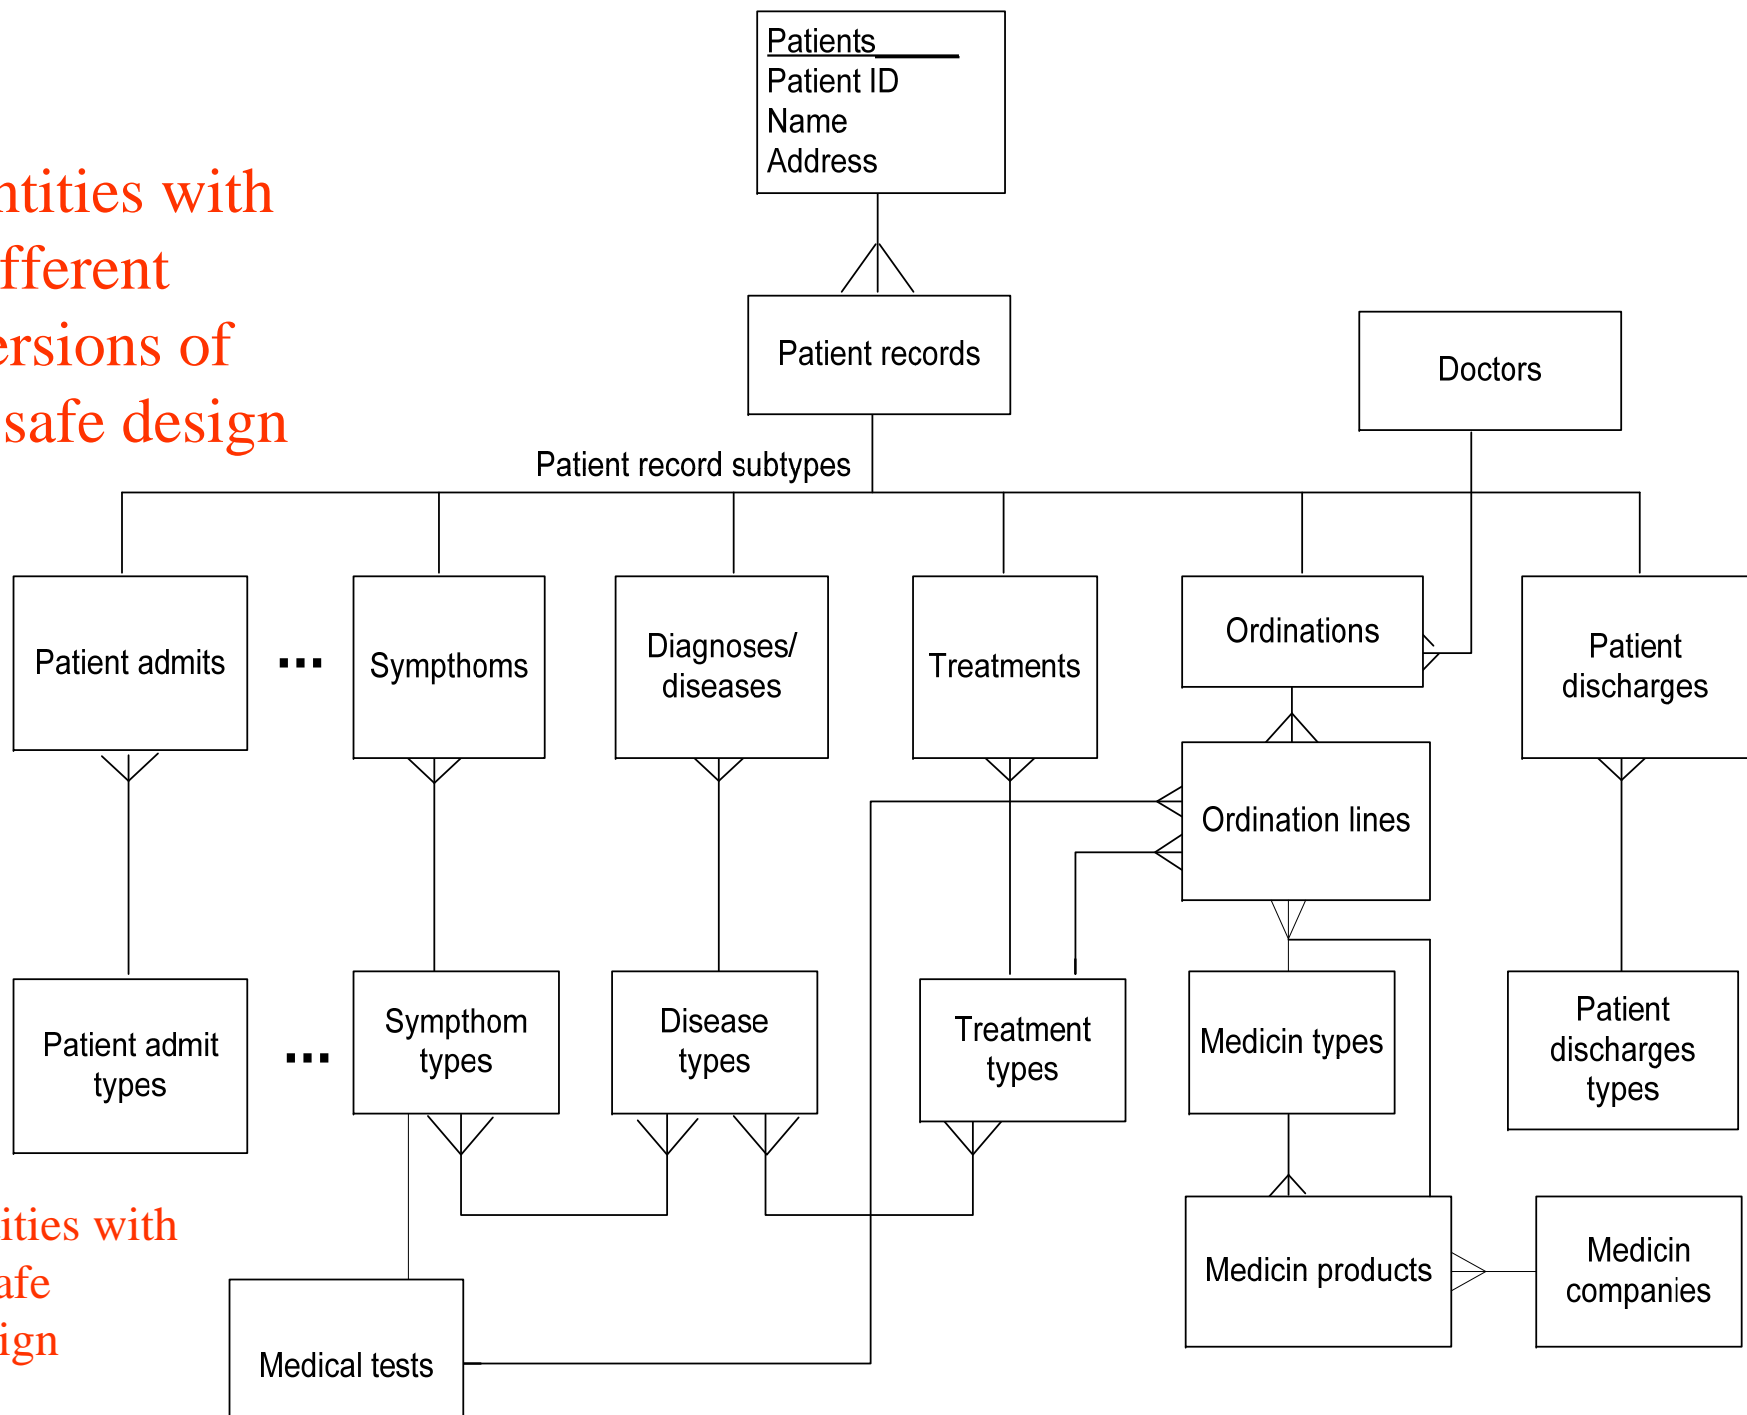 Patients
Patient ID
Name
Address
ntities with
ifferent
ersions of
safe design
Patient records
Doctors
Patient record subtypes
Patient admits
...
Sympthoms
Diagnoses/
diseases
Treatments
Ordinations
Patient
discharges
Ordination lines
Patient admit
types
...
Sympthom
types
Disease
types
Treatment
types
Medicin types
Patient
discharges
types
ities with
afe
ign
Medical tests
Medicin products
Medicin
companies